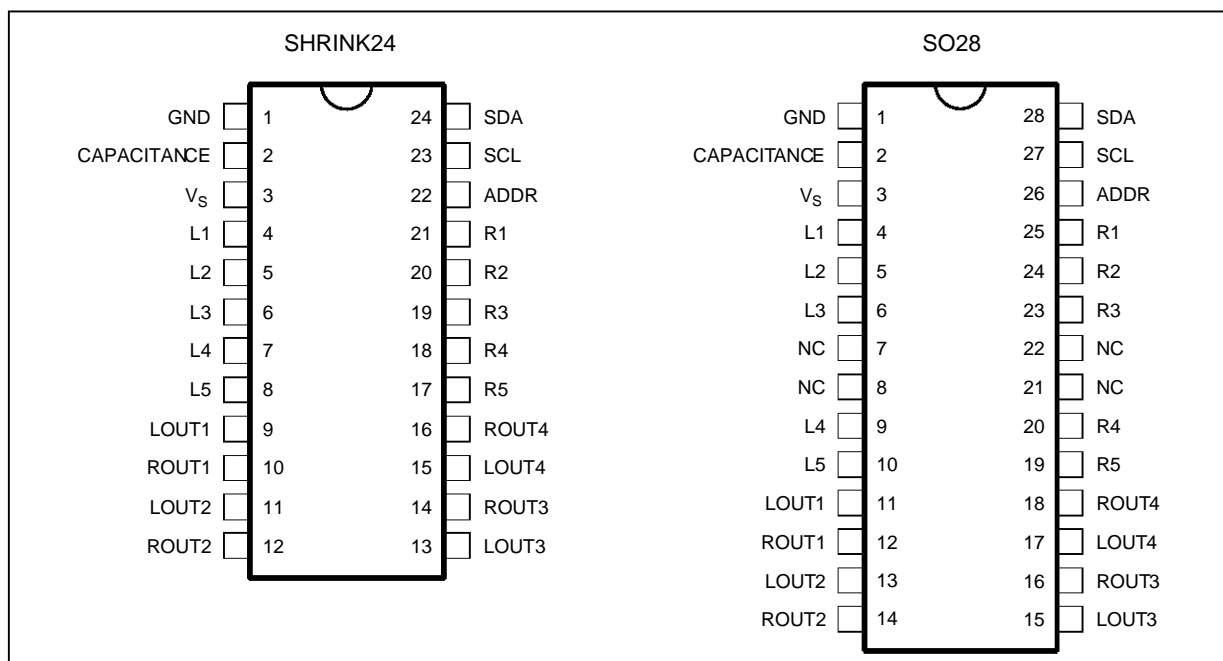 SHRINK24
GND 1 24 SDA
CAPACITANCE 2 23 SCL
VS 3 22 ADDR
L1 4 21 R1
L2 5 20 R2
L3 6 19 R3
L4 7 18 R4
L5 8 17 R5
LOUT1 9 16 ROUT4
ROUT1 10 15 LOUT4
LOUT2 11 14 ROUT3
ROUT2 12 13 LOUT3
SO28
GND 1 28 SDA
CAPACITANCE 2 27 SCL
VS 3 26 ADDR
L1 4 25 R1
L2 5 24 R2
L3 6 23 R3
NC 7 22 NC
NC 8 21 NC
L4 9 20 R4
L5 10 19 R5
LOUT1 11 18 ROUT4
ROUT1 12 17 LOUT4
LOUT2 13 16 ROUT3
ROUT2 14 15 LOUT3